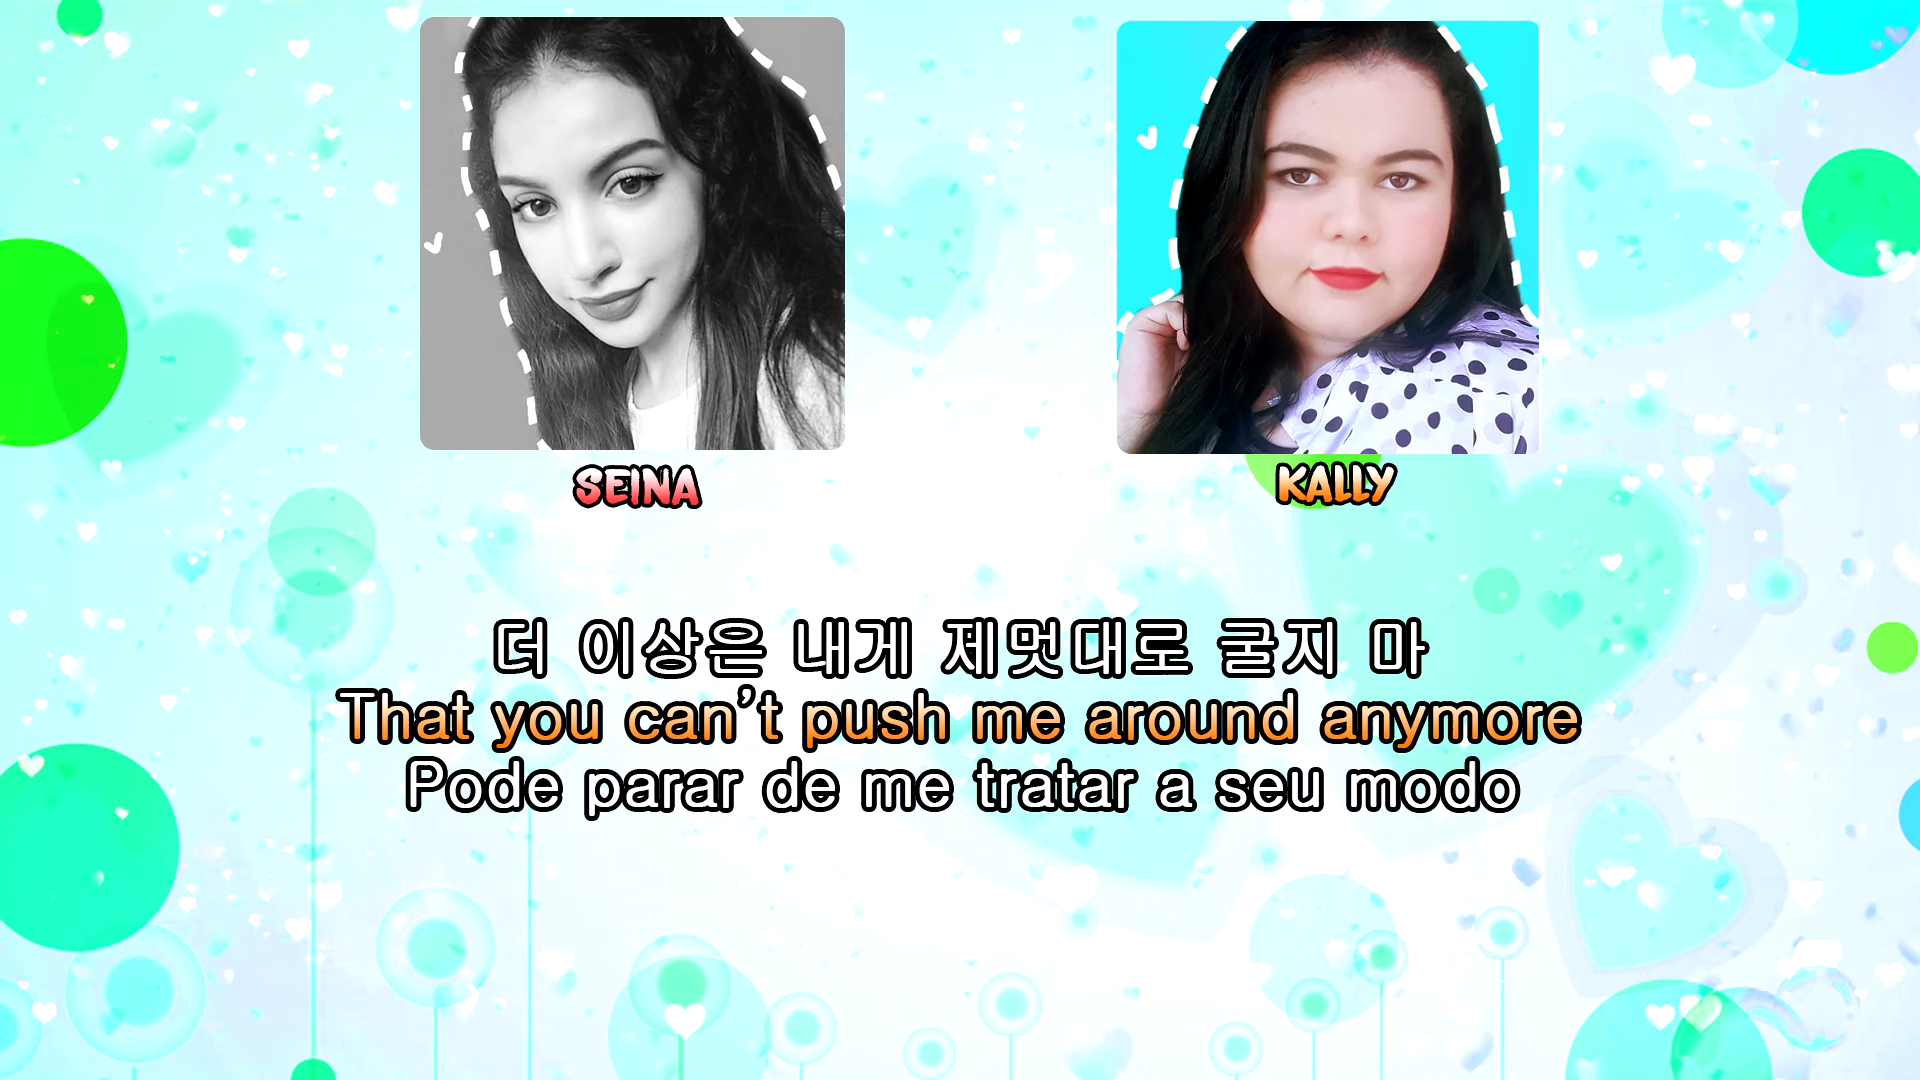 SEINA
KALLY
더 이상은 내게 제멋대로 굴지 마
That you can’t push me around anymore
Pode parar de me tratar a seu modo